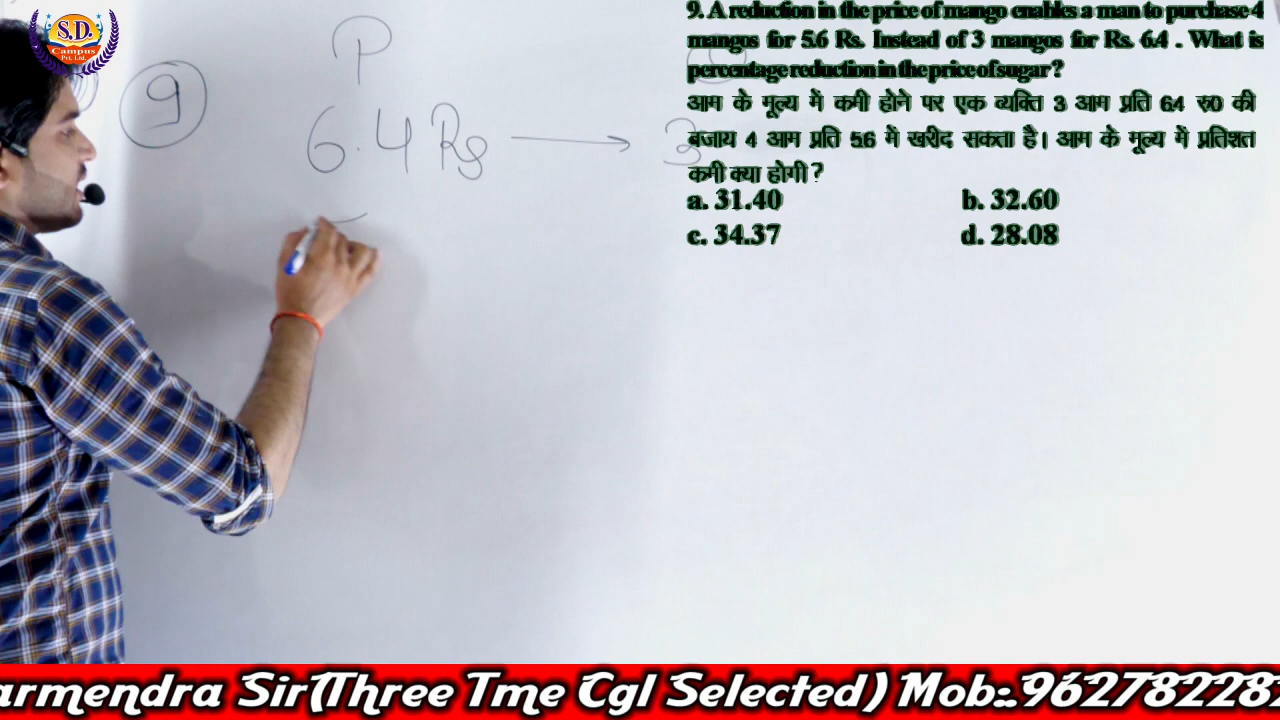 S.D.
Campus
Pvt. Ltd.
9
P
6.4 Rs → 3
9. A reduction in the price of mango enables a man to purchase 4
mangos for 5.6 Rs. Instead of 3 mangos for Rs. 6.4 . What is
percentage reduction in the price of sugar ?
आम के मूल्य में कमी होने पर एक व्यक्ति 3 आम प्रति 6.4 रु0 की
बजाय 4 आम प्रति 5.6 में खरीद सकता है। आम के मूल्य में प्रतिशत
कमी क्या होगी ?
a. 31.40 b. 32.60
c. 34.37 d. 28.08
armendra Sir(Three Tme Cgl Selected) Mob:.962782282